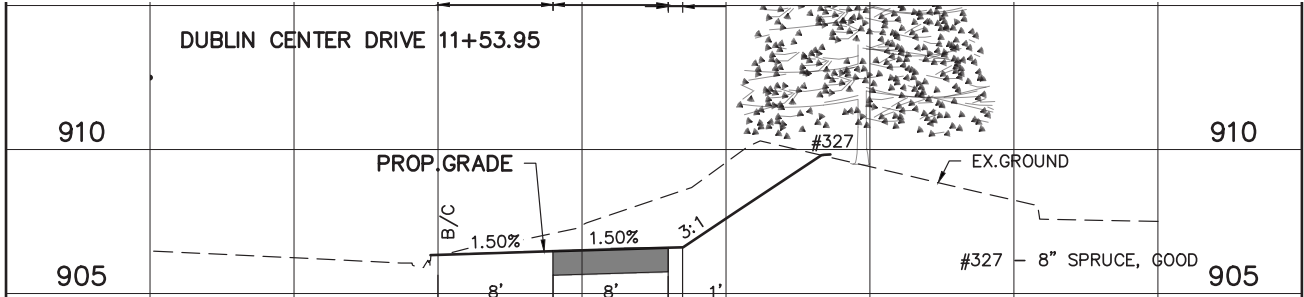 DUBLIN CENTER DRIVE 11+53.95
910 910
#327
PROP.GRADE EX.GROUND
B/C
3:1
1.50% 1.50%
#327 - 8" SPRUCE, GOOD
905 905
8' 8' 1'